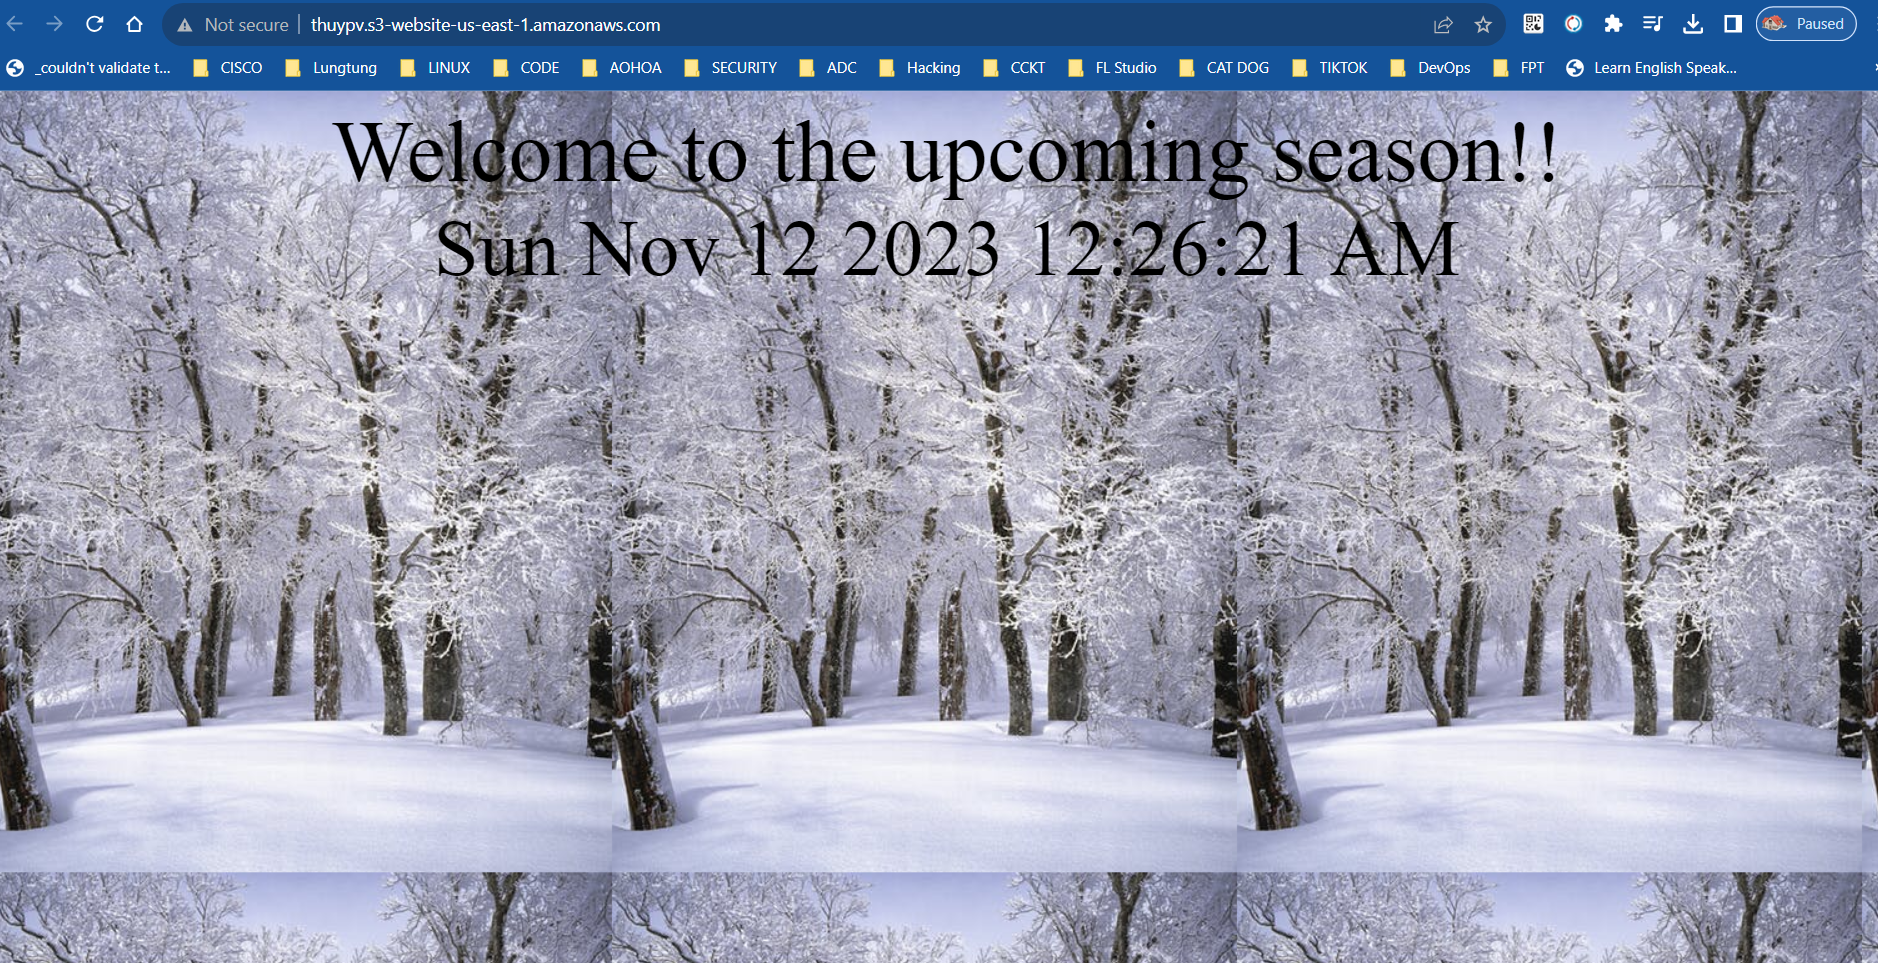 Not secure thuypv.s3-website-us-east-1.amazonaws.com Paused
_couldn't validate t... CISCO Lungtung LINUX CODE AOHOA SECURITY ADC Hacking CCKT FL Studio CAT DOG TIKTOK DevOps FPT Learn English Speak...
Welcome to the upcoming season!!
Sun Nov 12 2023 12:26:21 AM